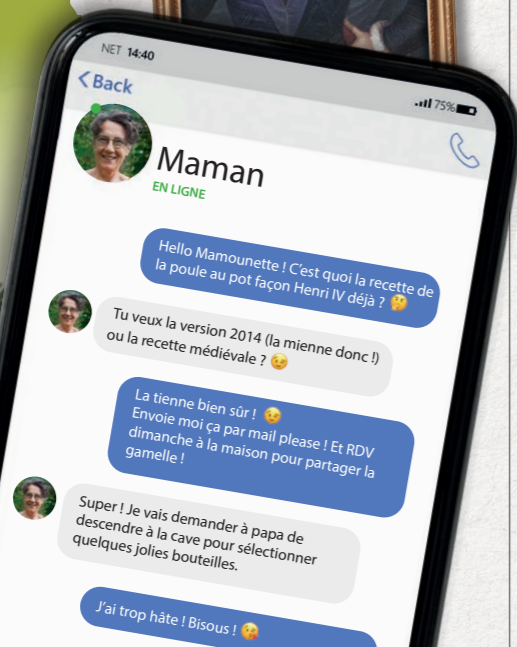 NET 14:40
75%
Back
Maman
EN LIGNE
Hello Mamounette ! C'est quoi la recette de
la poule au pot façon Henri IV déjà ? 🤔
Tu veux la version 2014 (la mienne donc !)
ou la recette médiévale ? 😉
La tienne bien sûr ! 😉
Envoie moi ça par mail please ! Et RDV
dimanche à la maison pour partager la
gamelle !
Super ! Je vais demander à papa de
descendre à la cave pour sélectionner
quelques jolies bouteilles.
J'ai trop hâte ! Bisous ! 😘